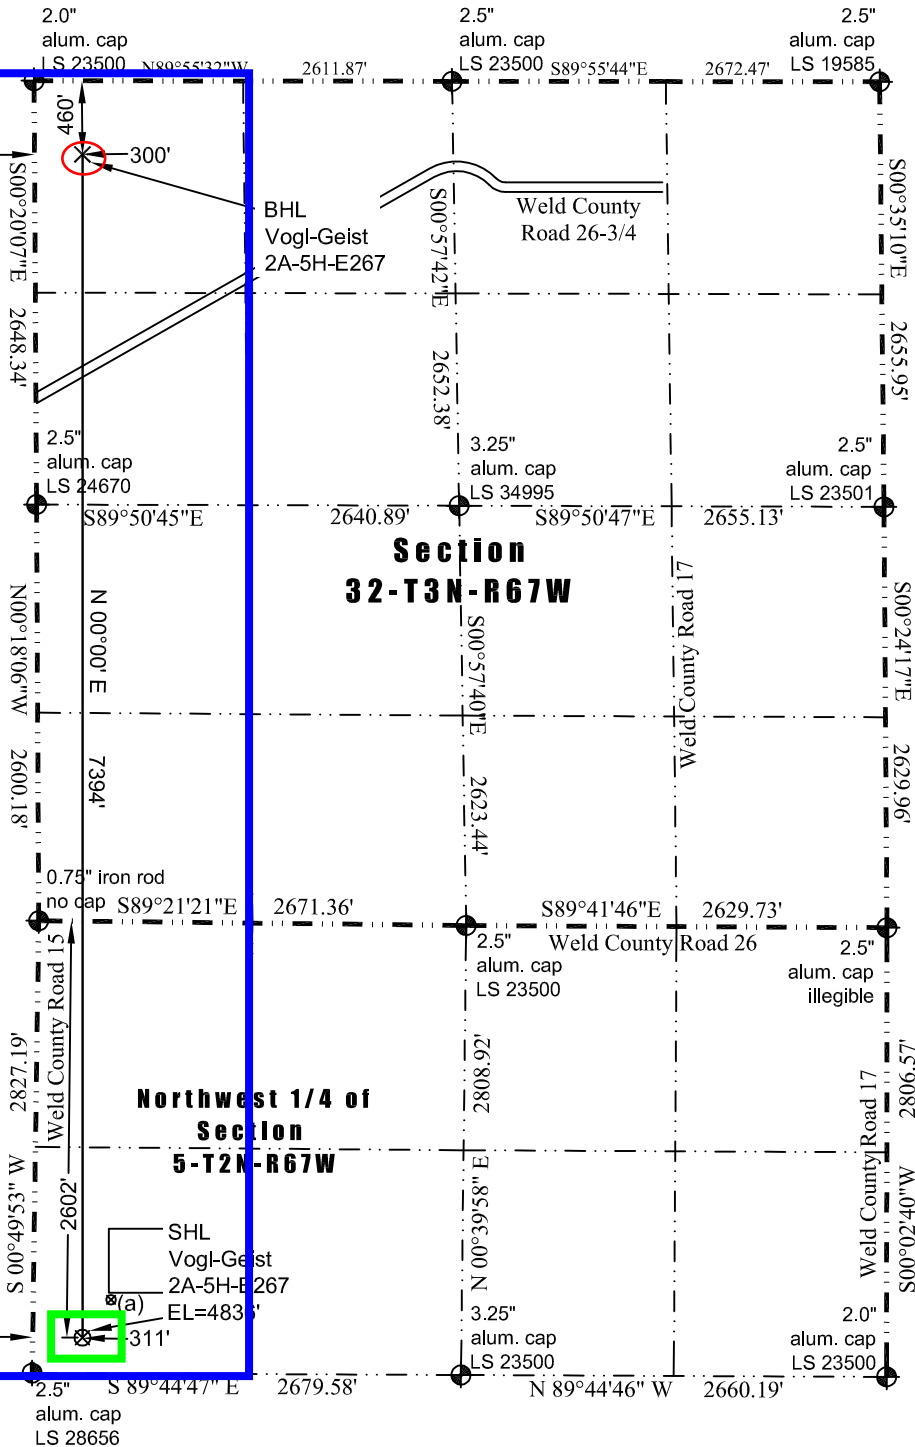 2.0"
alum. cap
LS 23500
2.5"
alum. cap
LS 23500
2.5"
alum. cap
LS 19585
N89°55'32"W
2611.87'
S89°55'44"E
2672.47'
460'
300'
S00°20'07"E
2648.34'
BHL
Vogl-Geist
2A-5H-E267
S00°57'42"E
2652.38'
Weld County
Road 26-3/4
S00°35'10"E
2655.95'
2.5"
alum. cap
LS 24670
3.25"
alum. cap
LS 34995
2.5"
alum. cap
LS 23501
S89°50'45"E
2640.89'
S89°50'47"E
2655.13'
Section
32-T3N-R67W
N00°18'06"W
2600.18'
N 00°00' E
7394'
S00°57'40"E
2623.44'
Weld County Road 17
S00°24'17"E
2629.96'
0.75" iron rod
no cap
S89°21'21"E
2671.36'
S89°41'46"E
2629.73'
Weld County Road 26
2.5"
alum. cap
LS 23500
2.5"
alum. cap
illegible
Weld County Road 15
2827.19'
S 00°49'53" W
2602'
Northwest 1/4 of
Section
5-T2N-R67W
2808.92'
N 00°39'58" E
Weld County Road 17
2806.57'
S00°02'40"W
SHL
Vogl-Geist
2A-5H-E267
(a)
EL=4836'
311'
3.25"
alum. cap
LS 23500
2.0"
alum. cap
LS 23500
S 89°44'47" E
2679.58'
N 89°44'46" W
2660.19'
2.5"
alum. cap
LS 28656